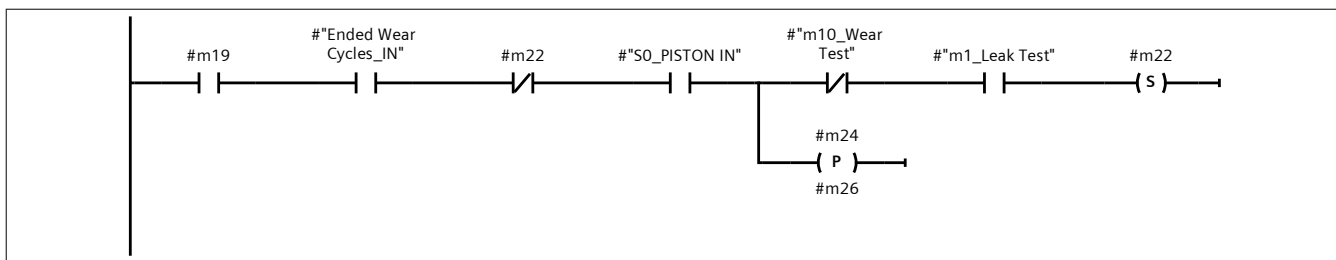 #m19
#"Ended Wear
Cycles_IN"
#m22
#"S0_PISTON IN"
#"m10_Wear
Test"
#"m1_Leak Test"
#m22
S
#m24
P
#m26